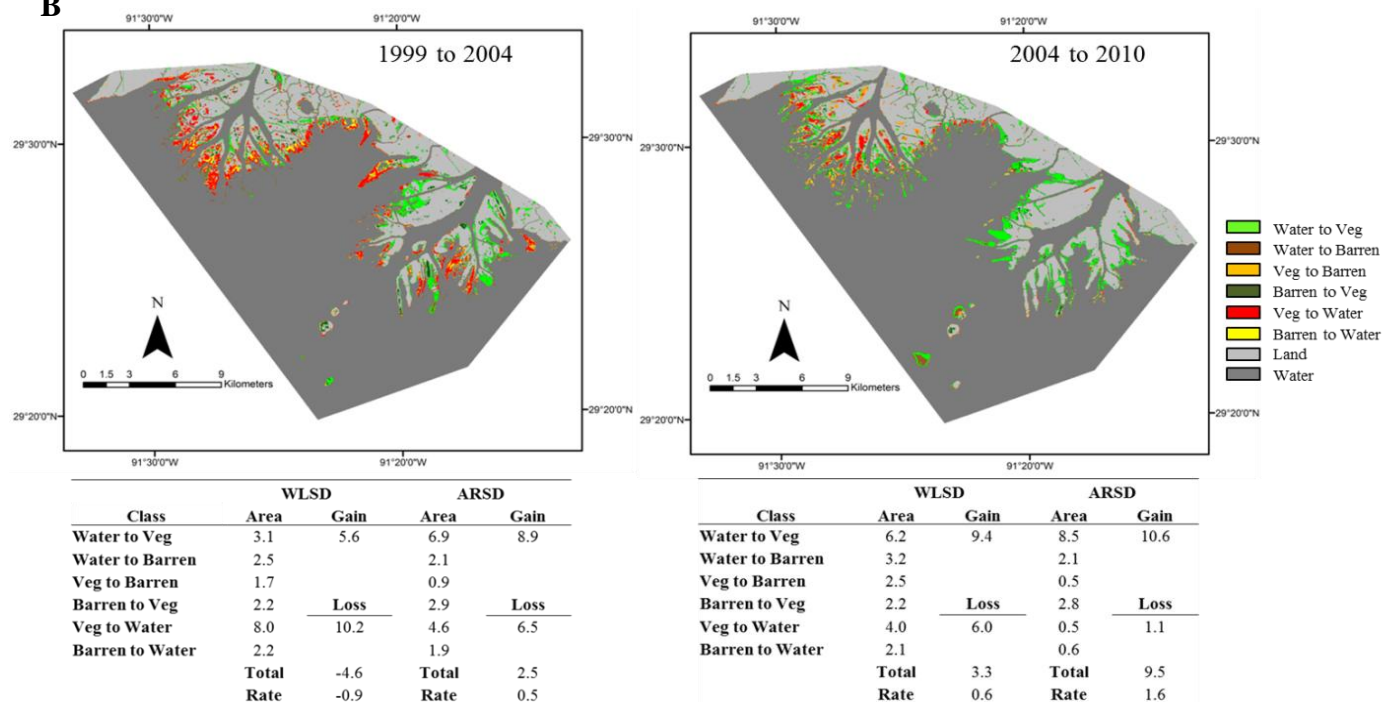 B
91°30'0"W 91°20'0"W 91°30'0"W 91°20'0"W
1999 to 2004
2004 to 2010
29°30'0"N 29°30'0"N 29°30'0"N 29°30'0"N
Water to Veg
Water to Barren
Veg to Barren
Barren to Veg
Veg to Water
Barren to Water
Land
Water
N
0 1.5 3 6 9
Kilometers
N
0 1.5 3 6 9
Kilometers
29°20'0"N 29°20'0"N 29°20'0"N 29°20'0"N
91°30'0"W 91°20'0"W 91°30'0"W 91°20'0"W
WLSD ARSD
Class Area Gain Area Gain
Water to Veg 3.1 5.6 6.9 8.9
Water to Barren 2.5 2.1
Veg to Barren 1.7 0.9
Barren to Veg 2.2 Loss 2.9 Loss
Veg to Water 8.0 10.2 4.6 6.5
Barren to Water 2.2 1.9
Total -4.6 Total 2.5
Rate -0.9 Rate 0.5
WLSD ARSD
Class Area Gain Area Gain
Water to Veg 6.2 9.4 8.5 10.6
Water to Barren 3.2 2.1
Veg to Barren 2.5 0.5
Barren to Veg 2.2 Loss 2.8 Loss
Veg to Water 4.0 6.0 0.5 1.1
Barren to Water 2.1 0.6
Total 3.3 Total 9.5
Rate 0.6 Rate 1.6